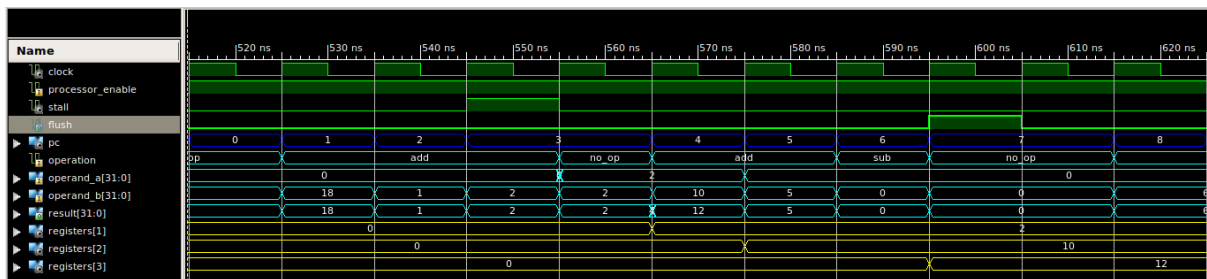 520 ns 530 ns 540 ns 550 ns 560 ns 570 ns 580 ns 590 ns 600 ns 610 ns 620 ns
Name
clock
processor_enable
stall
flush
pc 0 1 2 3 4 5 6 7 8
operation op add no_op add sub no_op
operand_a[31:0] 0 2 0
operand_b[31:0] 18 1 2 2 10 5 0 0 6
result[31:0] 18 1 2 2 12 5 0 0 6
registers[1] 0 2
registers[2] 0 10
registers[3] 0 12